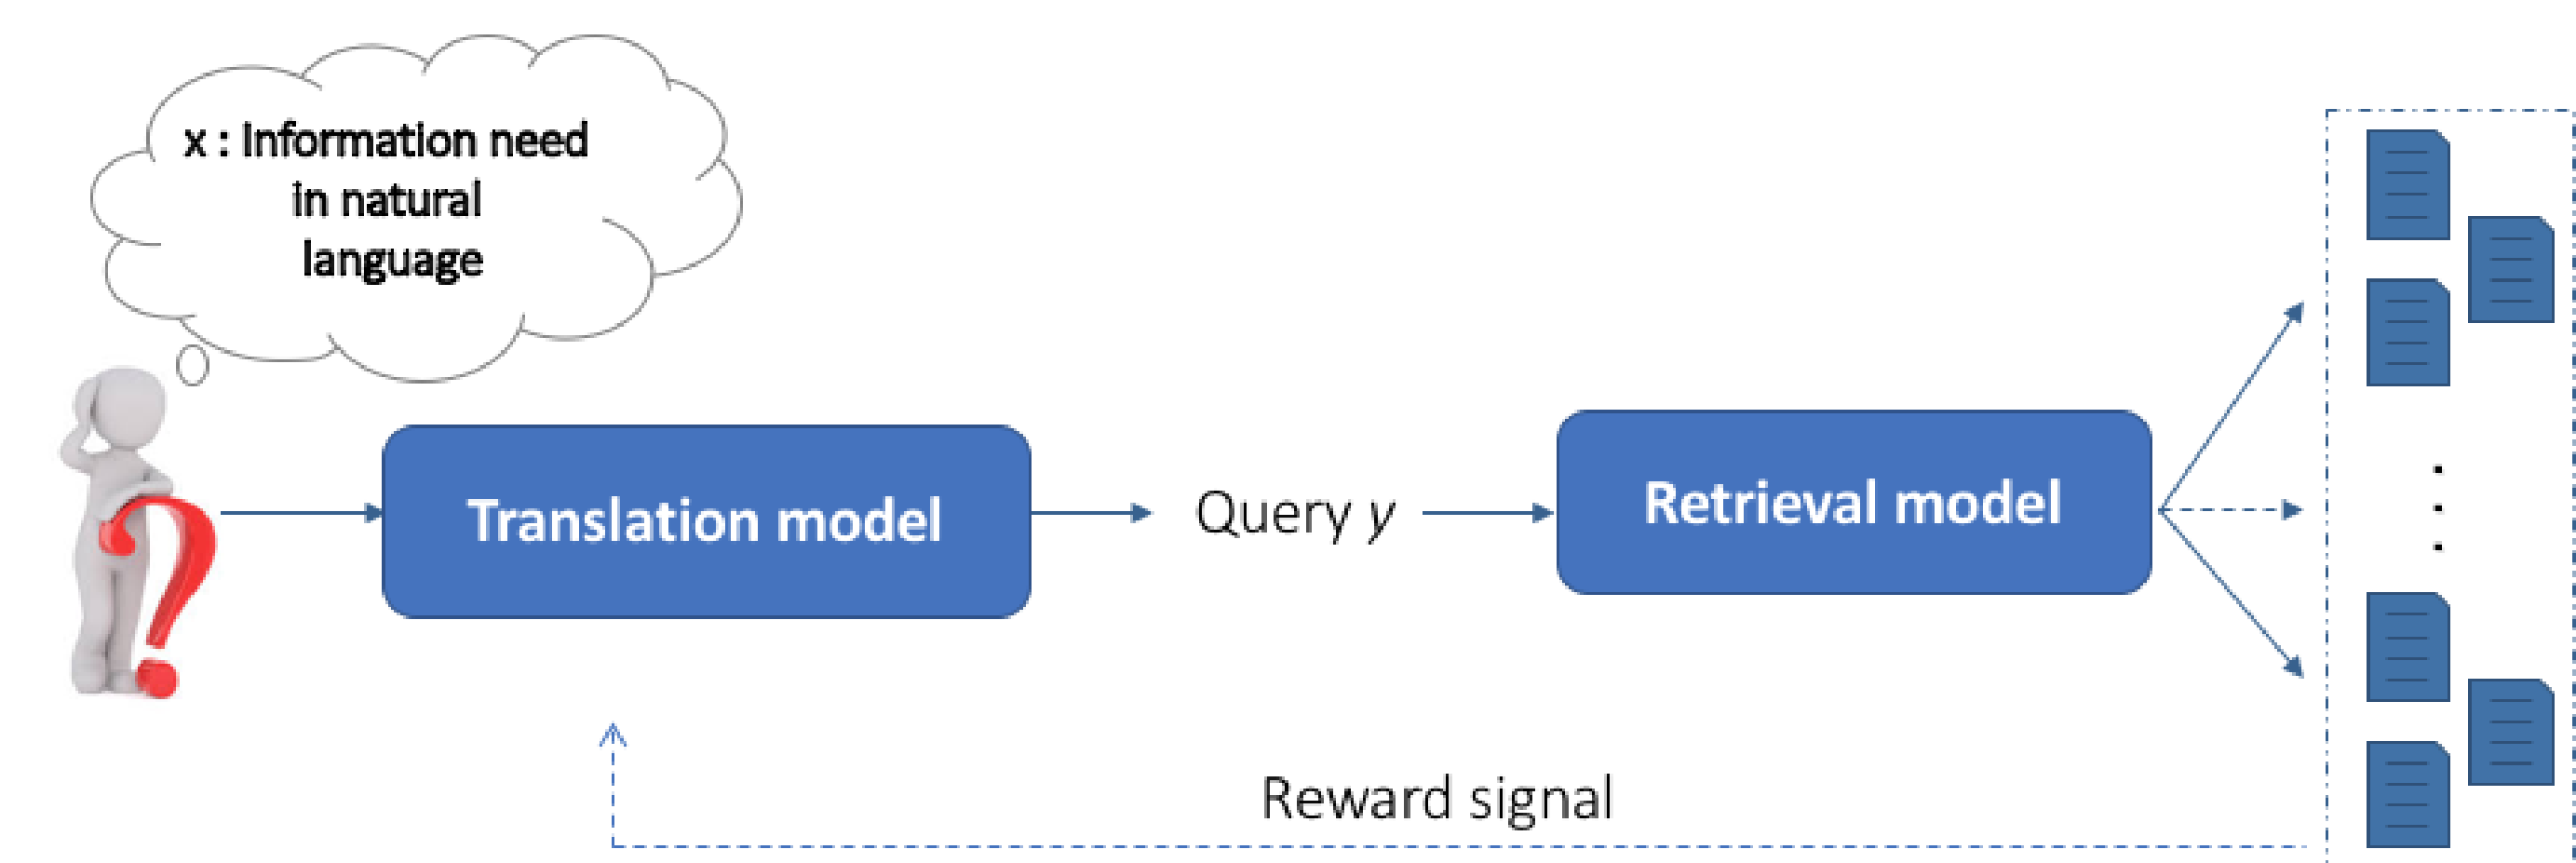 x : Information need
in natural
language
Translation model
Query y
Retrieval model
Reward signal